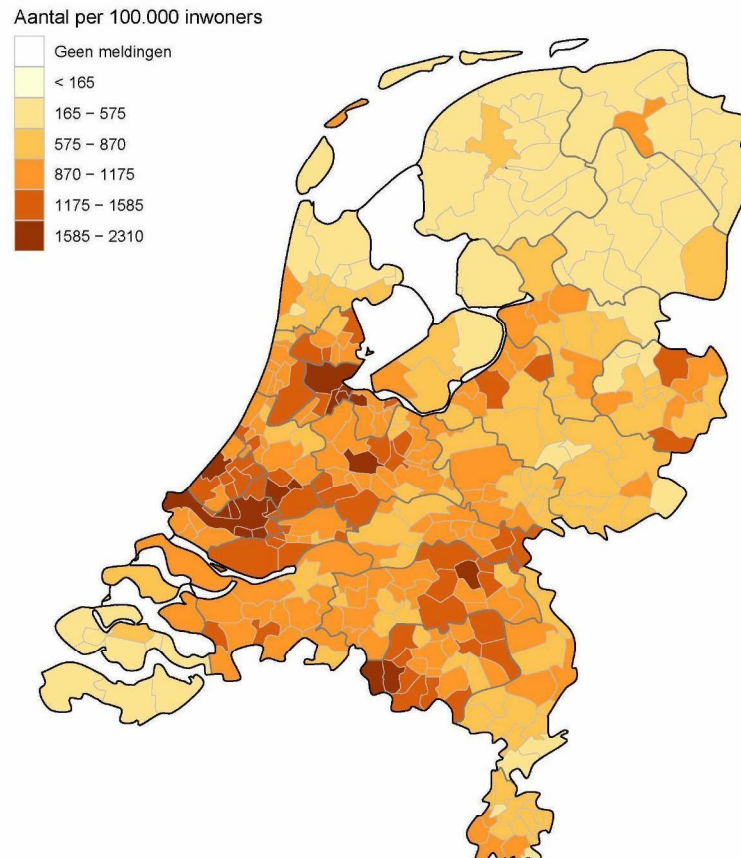 Aantal per 100.000 inwoners
Geen meldingen
< 165
165 – 575
575 – 870
870 – 1175
1175 – 1585
1585 – 2310